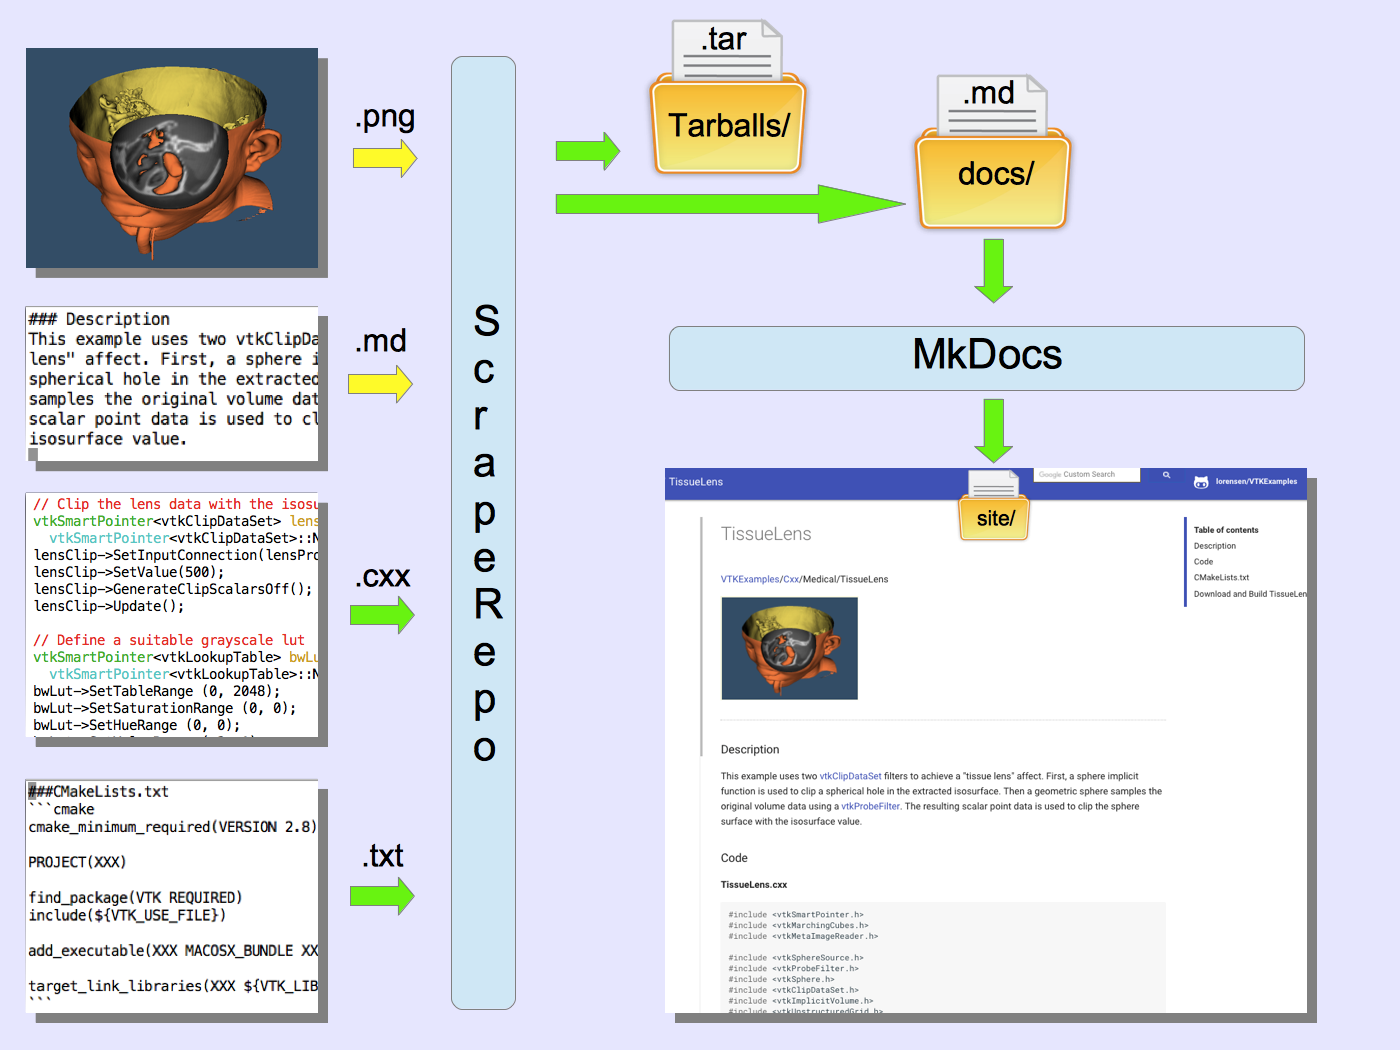 .png
.md
.cxx
.txt
### Description
This example uses two vtkClipDa
lens" affect. First, a sphere i
spherical hole in the extracted
samples the original volume dat
scalar point data is used to cl
isosurface value.
// Clip the lens data with the isosu
vtkSmartPointer<vtkClipDataSet> lens
vtkSmartPointer<vtkClipDataSet>::N
lensClip->SetInputConnection(lensPro
lensClip->SetValue(500);
lensClip->GenerateClipScalarsOff();
lensClip->Update();
// Define a suitable grayscale lut
vtkSmartPointer<vtkLookupTable> bwLu
vtkSmartPointer<vtkLookupTable>::N
bwLut->SetTableRange (0, 2048);
bwLut->SetSaturationRange (0, 0);
bwLut->SetHueRange (0, 0);
###CMakeLists.txt
```cmake
cmake_minimum_required(VERSION 2.8)
PROJECT(XXX)
find_package(VTK REQUIRED)
include(${VTK_USE_FILE})
add_executable(XXX MACOSX_BUNDLE XX
target_link_libraries(XXX ${VTK_LIB
```
ScrapeRepo
.tar
Tarballs/
.md
docs/
MkDocs
TissueLens
Google Custom Search
lorensen/VTKExamples
site/
TissueLens
VTKExamples/Cxx/Medical/TissueLens
Table of contents
Description
Code
CMakeLists.txt
Download and Build TissueLen
Description
This example uses two vtkClipDataSet filters to achieve a "tissue lens" affect. First, a sphere implicit
function is used to clip a spherical hole in the extracted isosurface. Then a geometric sphere samples the
original volume data using a vtkProbeFilter. The resulting scalar point data is used to clip the sphere
surface with the isosurface value.
Code
TissueLens.cxx
#include <vtkSmartPointer.h>
#include <vtkMarchingCubes.h>
#include <vtkMetaImageReader.h>
#include <vtkSphereSource.h>
#include <vtkProbeFilter.h>
#include <vtkSphere.h>
#include <vtkClipDataSet.h>
#include <vtkImplicitVolume.h>
#include <vtkUnstructuredGrid.h>